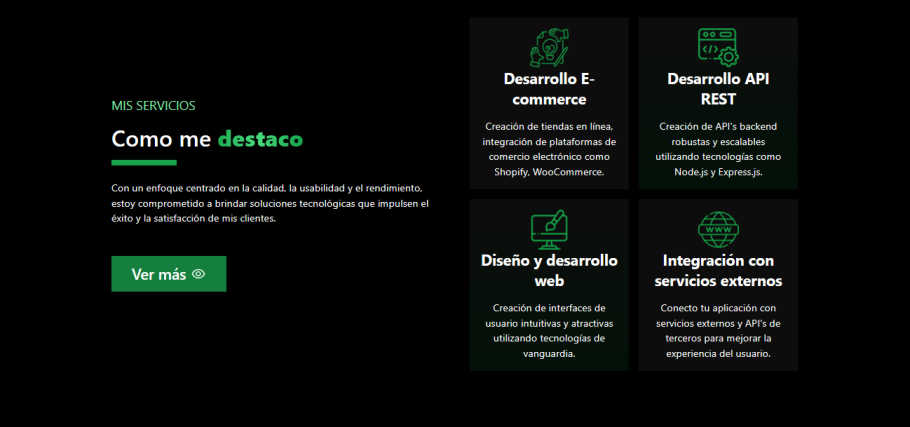 MIS SERVICIOS
Como me destaco
Con un enfoque centrado en la calidad, la usabilidad y el rendimiento,
estoy comprometido a brindar soluciones tecnológicas que impulsen el
éxito y la satisfacción de mis clientes.
Ver más
Desarrollo E-
commerce
Creación de tiendas en línea,
integración de plataformas de
comercio electrónico como
Shopify, WooCommerce.
Desarrollo API
REST
Creación de API's backend
robustas y escalables
utilizando tecnologías como
Node.js y Express.js.
Diseño y desarrollo
web
Creación de interfaces de
usuario intuitivas y atractivas
utilizando tecnologías de
vanguardia.
WWW
Integración con
servicios externos
Conecto tu aplicación con
servicios externos y API's de
terceros para mejorar la
experiencia del usuario.